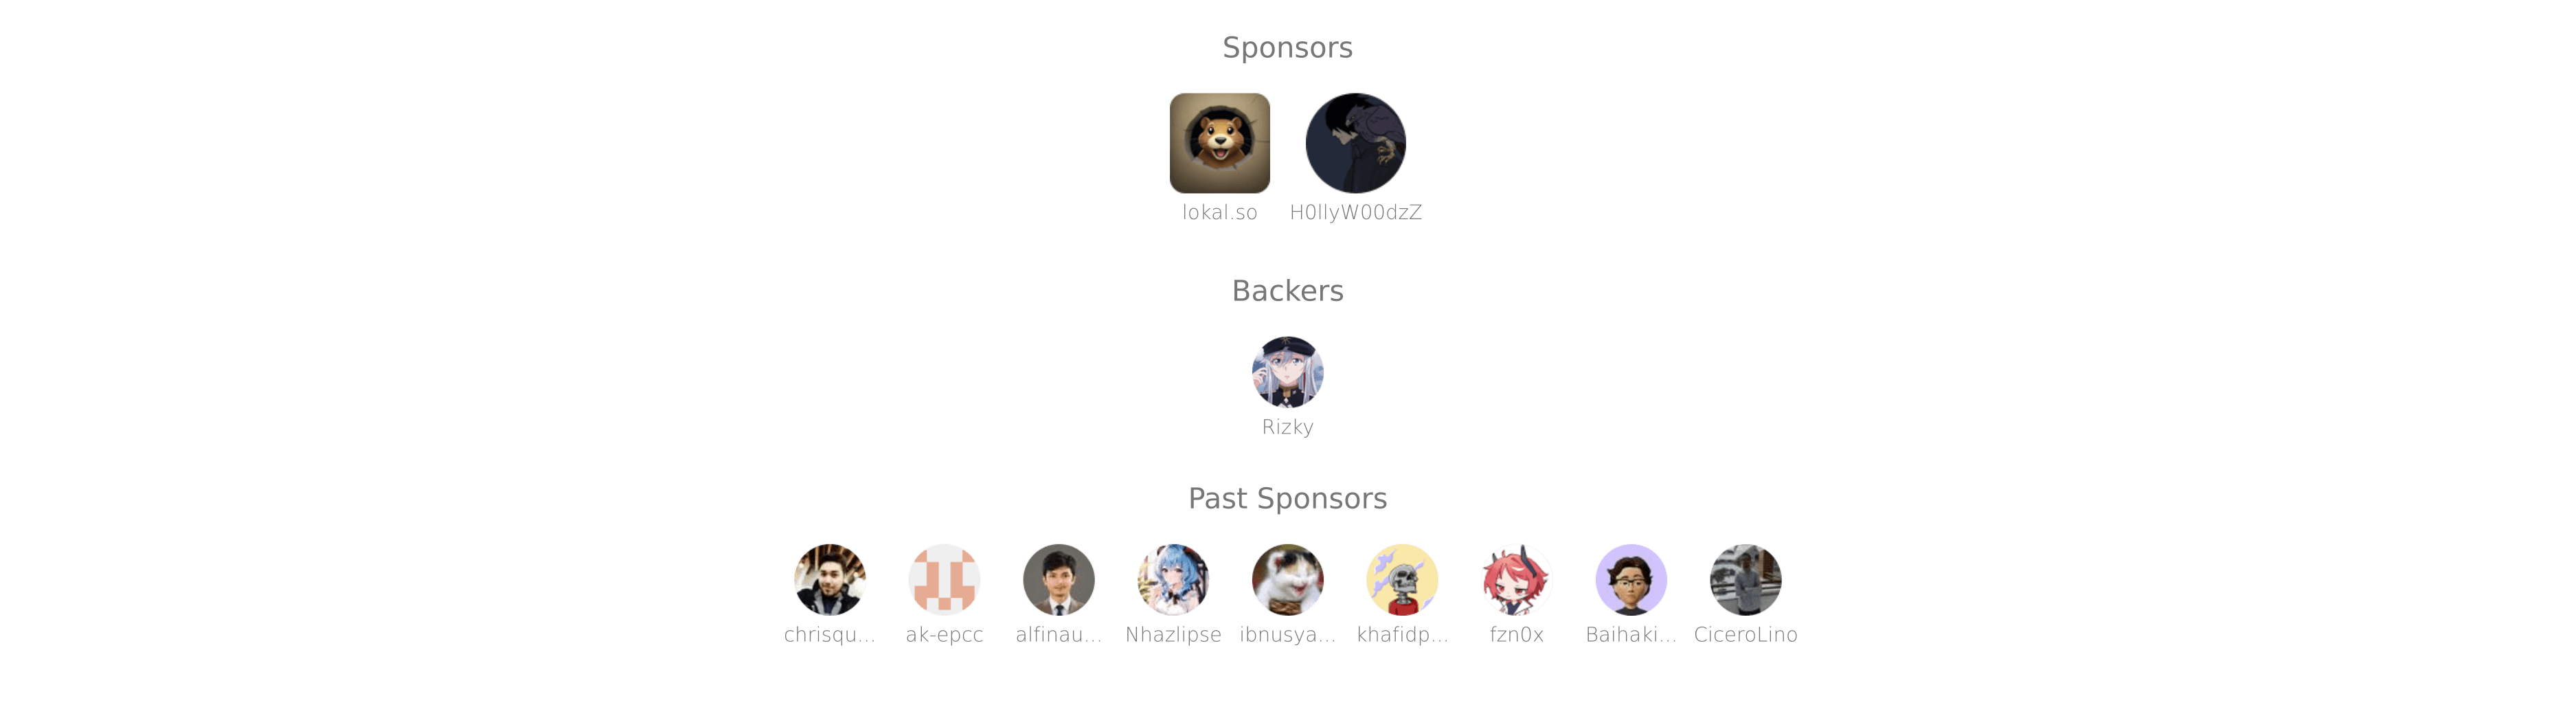 Sponsors
lokal.so H0llyW00dzZ
Backers
Rizky
Past Sponsors
chrisqu... ak-epcc alfinau... Nhazlipse ibnusya... khafidp... fzn0x Baihaki... CiceroLino